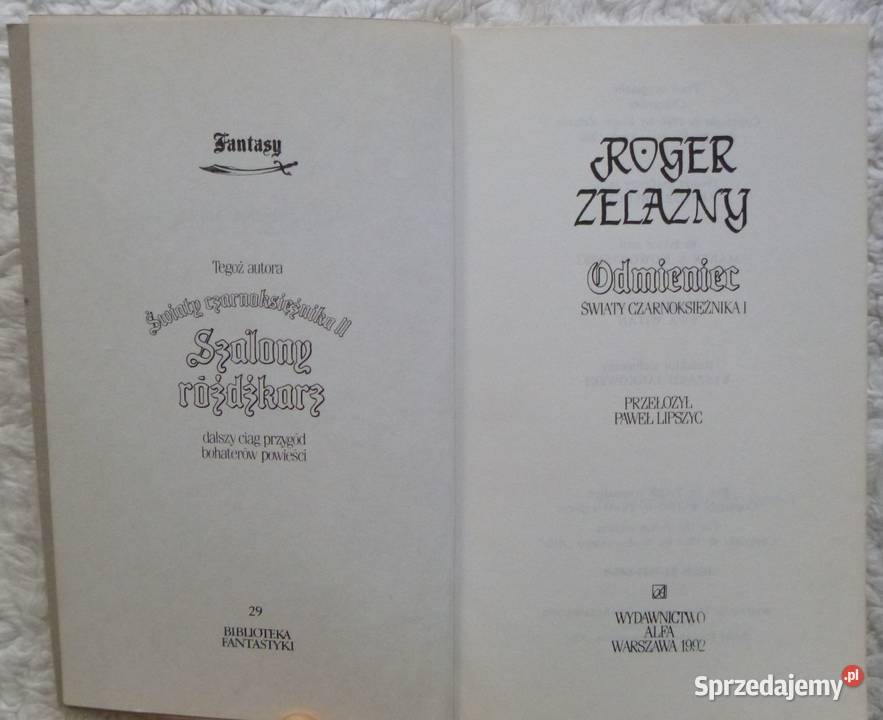 Fantasy
Tegoż autora
Światy czarnoksiężnika II
Szalony
różdżkarz
dalszy ciąg przygód
bohaterów powieści
29
BIBLIOTEKA
FANTASTYKI
ROGER
ZELAZNY
Odmieniec
ŚWIATY CZARNOKSIĘŻNIKA I
PRZEŁOŻYŁ
PAWEŁ LIPSZYC
WYDAWNICTWO
ALFA
WARSZAWA 1992
Sprzedajemy.pl